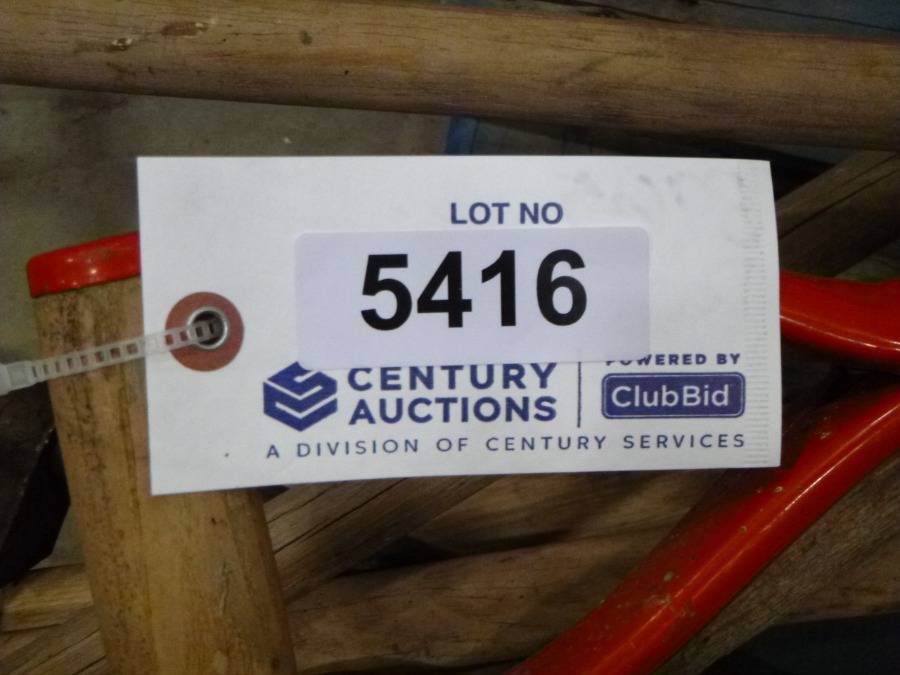 LOT NO
5416
CENTURY
AUCTIONS
POWERED BY
ClubBid
A DIVISION OF CENTURY SERVICES